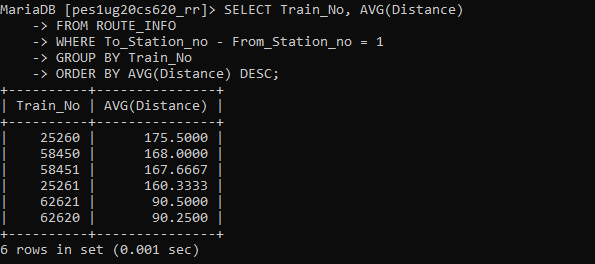 MariaDB [pes1ug20cs620_rr]> SELECT Train_No, AVG(Distance)
    -> FROM ROUTE_INFO
    -> WHERE To_Station_no - From_Station_no = 1
    -> GROUP BY Train_No
    -> ORDER BY AVG(Distance) DESC;
+----------+---------------+
| Train_No | AVG(Distance) |
+----------+---------------+
|    25260 |      175.5000 |
|    58450 |      168.0000 |
|    58451 |      167.6667 |
|    25261 |      160.3333 |
|    62621 |       90.5000 |
|    62620 |       90.2500 |
+----------+---------------+
6 rows in set (0.001 sec)